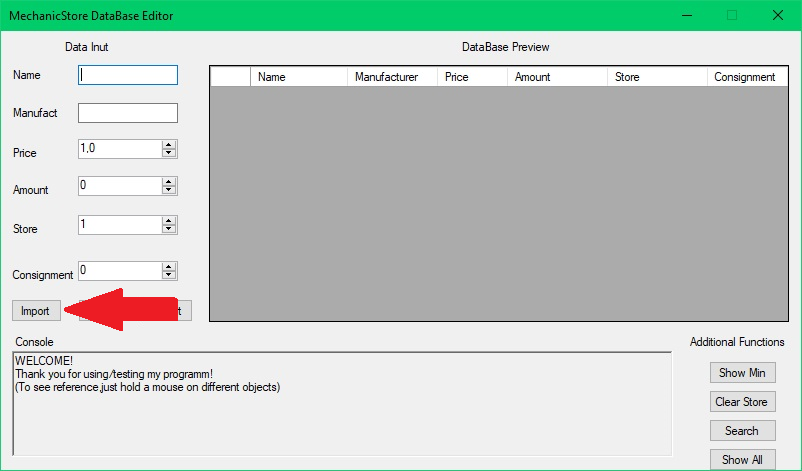 MechanicStore DataBase Editor
Data Inut
DataBase Preview
Name
Name Manufacturer Price Amount Store Consignment
Manufact
Price 1,0
Amount 0
Store 1
Consignment 0
Import
Console
Additional Functions
WELCOME!
Thank you for using/testing my programm!
(To see reference,just hold a mouse on different objects)
Show Min
Clear Store
Search
Show All